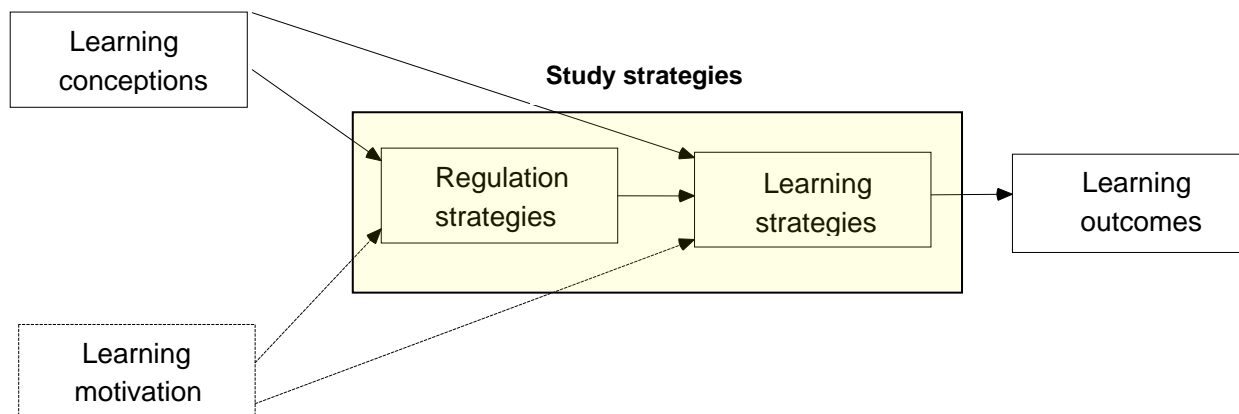 Learning
conceptions
Study strategies
Regulation
strategies
Learning
strategies
Learning
outcomes
Learning
motivation